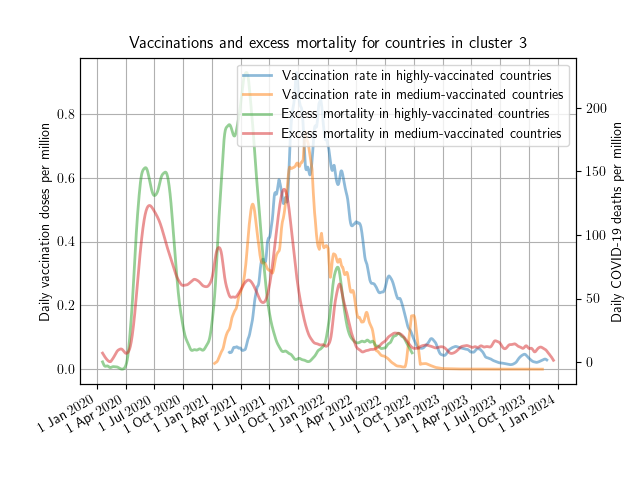 Vaccinations and excess mortality for countries in cluster 3
Vaccination rate in highly-vaccinated countries
Vaccination rate in medium-vaccinated countries
Excess mortality in highly-vaccinated countries
Excess mortality in medium-vaccinated countries
Daily vaccination doses per million
0.8
0.6
0.4
0.2
0.0
Daily COVID-19 deaths per million
200
150
100
50
0
1 Jan 2020
1 Apr 2020
1 Jul 2020
1 Oct 2020
1 Jan 2021
1 Apr 2021
1 Jul 2021
1 Oct 2021
1 Jan 2022
1 Apr 2022
1 Jul 2022
1 Oct 2022
1 Jan 2023
1 Apr 2023
1 Jul 2023
1 Oct 2023
1 Jan 2024